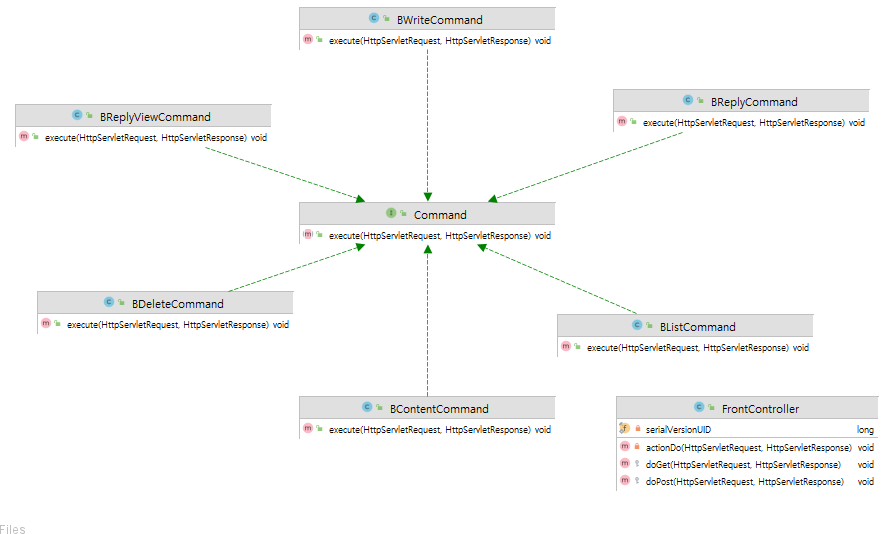 BWriteCommand
execute(HttpServletRequest, HttpServletResponse) void
BReplyViewCommand
execute(HttpServletRequest, HttpServletResponse) void
BReplyCommand
execute(HttpServletRequest, HttpServletResponse) void
Command
execute(HttpServletRequest, HttpServletResponse) void
BDeleteCommand
execute(HttpServletRequest, HttpServletResponse) void
BListCommand
execute(HttpServletRequest, HttpServletResponse) void
BContentCommand
execute(HttpServletRequest, HttpServletResponse) void
FrontController
serialVersionUID long
actionDo(HttpServletRequest, HttpServletResponse) void
doGet(HttpServletRequest, HttpServletResponse) void
doPost(HttpServletRequest, HttpServletResponse) void
Files